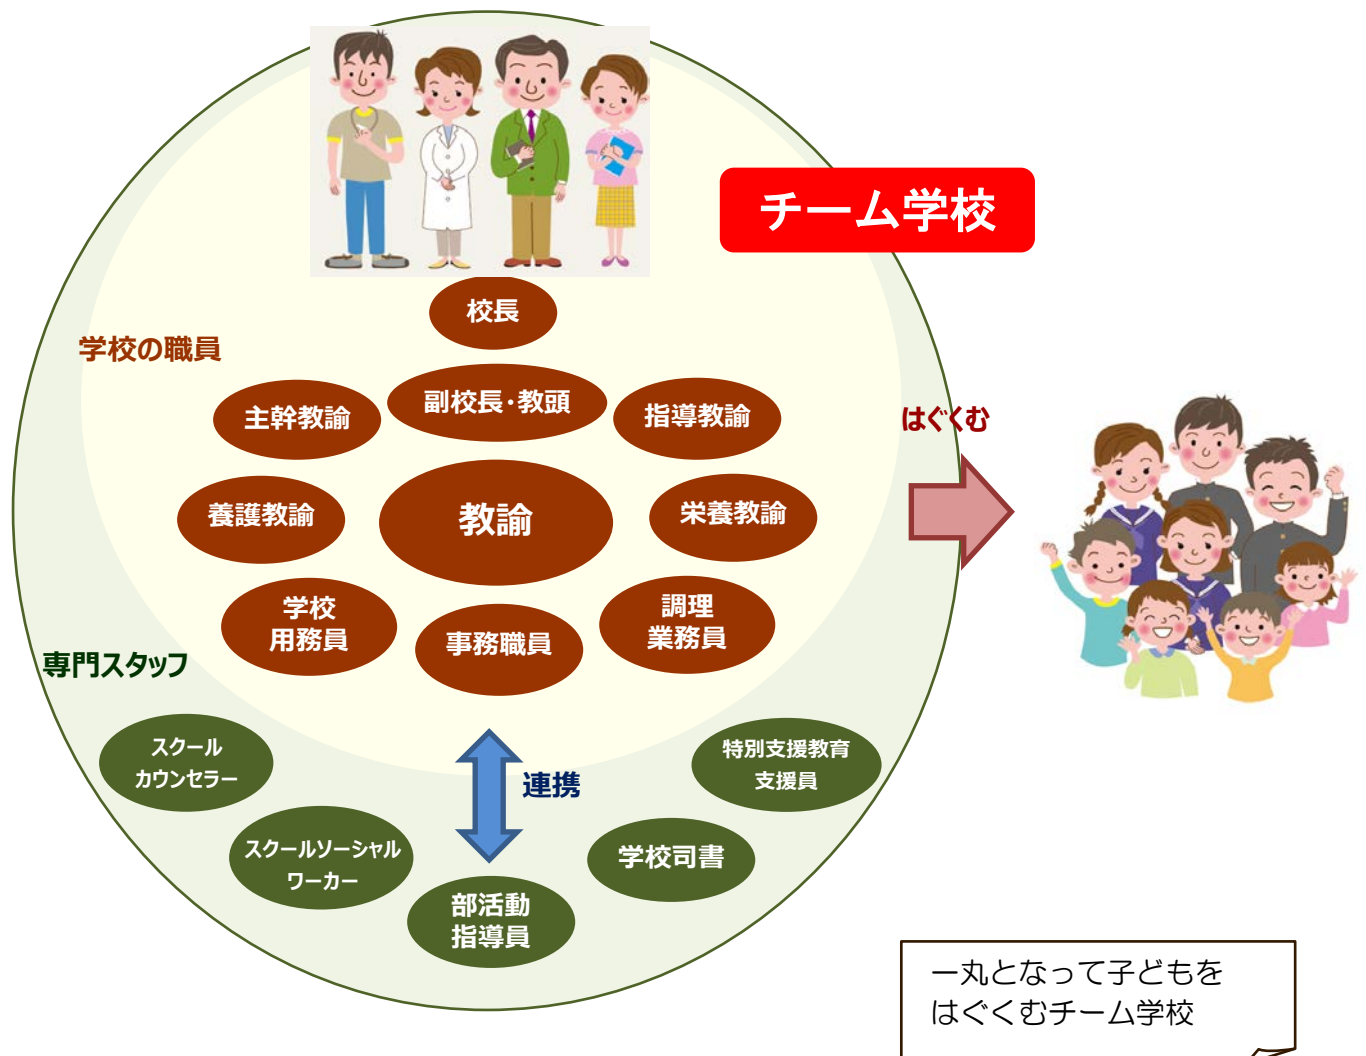 チーム学校
校長
学校の職員
副校長・教頭
主幹教諭
指導教諭
はぐくむ
養護教諭
教諭
栄養教諭
学校
用務員
事務職員
調理
業務員
専門スタッフ
スクール
カウンセラー
連携
特別支援教育
支援員
スクールソーシャル
ワーカー
学校司書
部活動
指導員
一丸となって子どもを
はぐくむチーム学校